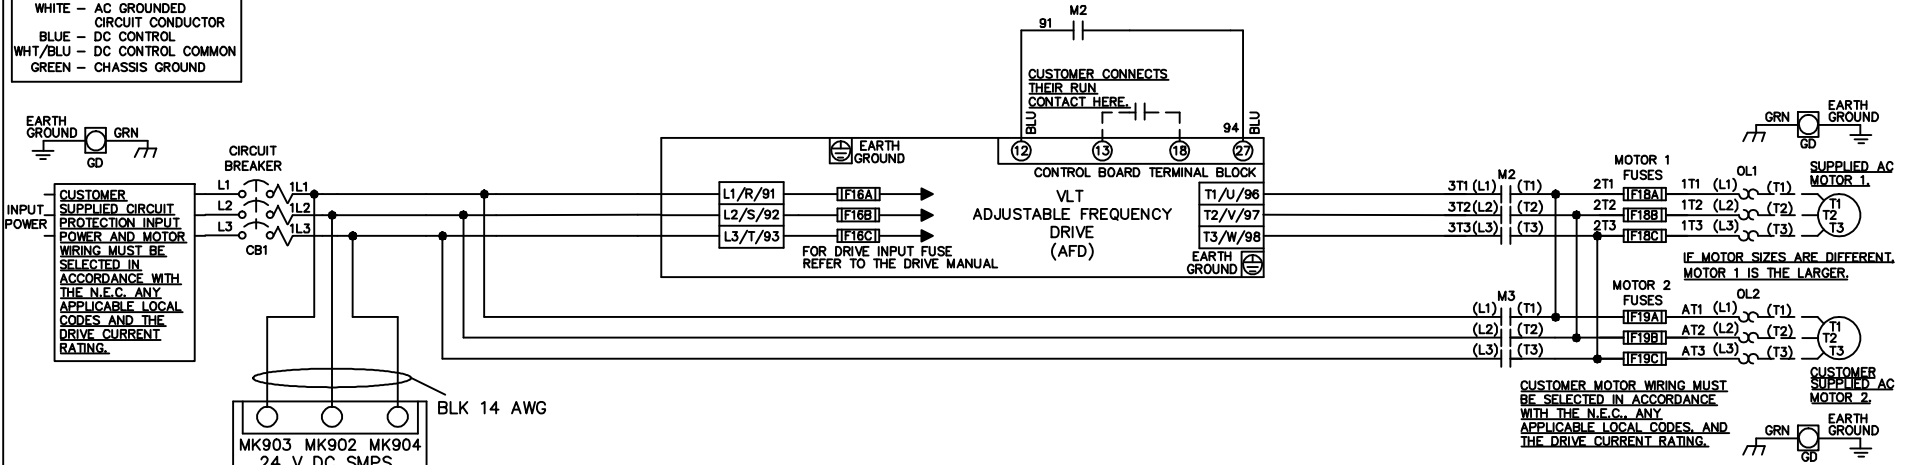 WHITE – AC GROUNDED
CIRCUIT CONDUCTOR
BLUE – DC CONTROL
WHT/BLU – DC CONTROL COMMON
GREEN – CHASSIS GROUND
EARTH
GROUND
GRN
GD
INPUT
POWER
CUSTOMER
SUPPLIED CIRCUIT
PROTECTION INPUT
POWER AND MOTOR
WIRING MUST BE
SELECTED IN
ACCORDANCE WITH
THE N.E.C. ANY
APPLICABLE LOCAL
CODES AND THE
DRIVE CURRENT
RATING.
CIRCUIT
BREAKER
L1
1L1
L2
1L2
L3
1L3
CB1
BLK 14 AWG
MK903 MK902 MK904
24 V DC SMPS
M2
91
CUSTOMER CONNECTS
THEIR RUN
CONTACT HERE.
BLU
94
BLU
12
13
18
27
CONTROL BOARD TERMINAL BLOCK
EARTH
GROUND
L1/R/91
F16A
L2/S/92
F16B
L3/T/93
F16C
FOR DRIVE INPUT FUSE
REFER TO THE DRIVE MANUAL
VLT
ADJUSTABLE FREQUENCY
DRIVE
(AFD)
T1/U/96
T2/V/97
T3/W/98
EARTH
GROUND
M2
3T1 (L1) (T1)
3T2(L2) (T2)
3T3(L3) (T3)
MOTOR 1
FUSES
OL1
2T1 F18A 1T1 (L1) (T1)
2T2 F18B 1T2 (L2) (T2)
2T3 F18C 1T3 (L3) (T3)
GRN
EARTH
GROUND
GD
SUPPLIED AC
MOTOR 1.
T1
T2
T3
IF MOTOR SIZES ARE DIFFERENT,
MOTOR 1 IS THE LARGER.
M3
(L1) (T1)
(L2) (T2)
(L3) (T3)
MOTOR 2
FUSES
OL2
F19A AT1 (L1) (T1)
F19B AT2 (L2) (T2)
F19C AT3 (L3) (T3)
T1
T2
T3
CUSTOMER
SUPPLIED AC
MOTOR 2.
CUSTOMER MOTOR WIRING MUST
BE SELECTED IN ACCORDANCE
WITH THE N.E.C., ANY
APPLICABLE LOCAL CODES, AND
THE DRIVE CURRENT RATING.
GRN
EARTH
GROUND
GD